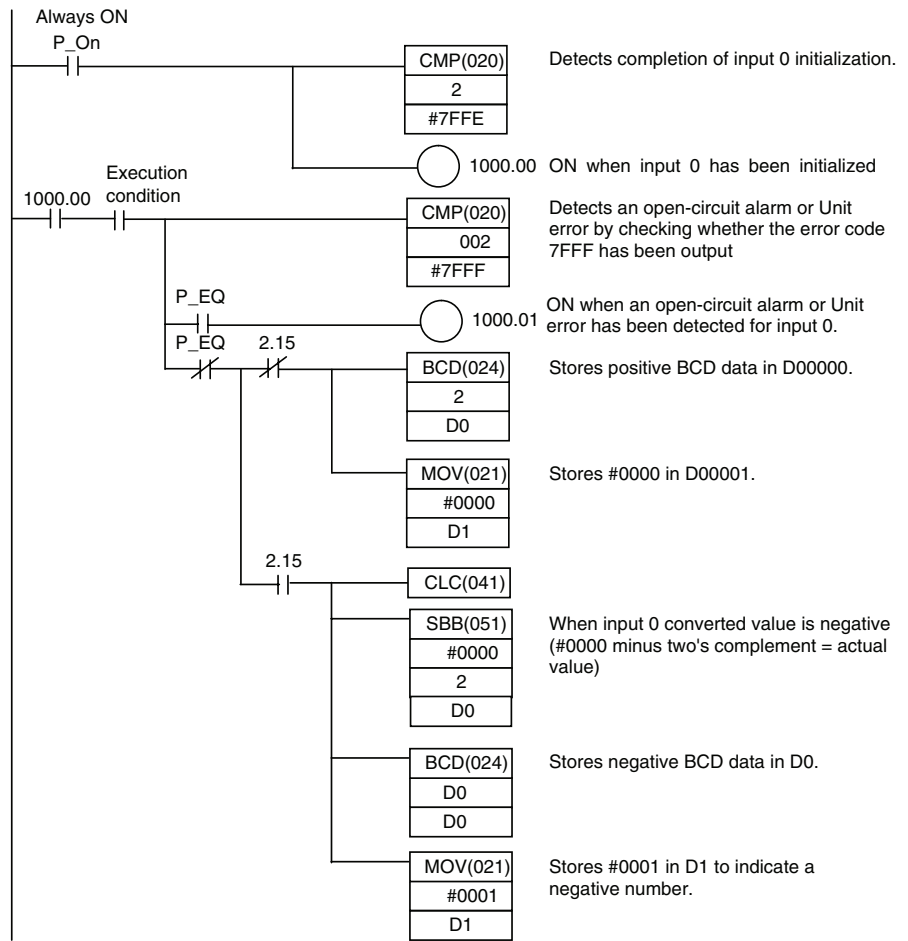 Always ON
P_On
CMP(020)
2
#7FFE
Detects completion of input 0 initialization.
1000.00
ON when input 0 has been initialized
1000.00
Execution
condition
CMP(020)
002
#7FFF
Detects an open-circuit alarm or Unit
error by checking whether the error code
7FFF has been output
P_EQ
1000.01
ON when an open-circuit alarm or Unit
error has been detected for input 0.
P_EQ
2.15
BCD(024)
2
D0
Stores positive BCD data in D00000.
MOV(021)
#0000
D1
Stores #0000 in D00001.
2.15
CLC(041)
SBB(051)
#0000
2
D0
When input 0 converted value is negative
(#0000 minus two's complement = actual
value)
BCD(024)
D0
D0
Stores negative BCD data in D0.
MOV(021)
#0001
D1
Stores #0001 in D1 to indicate a
negative number.